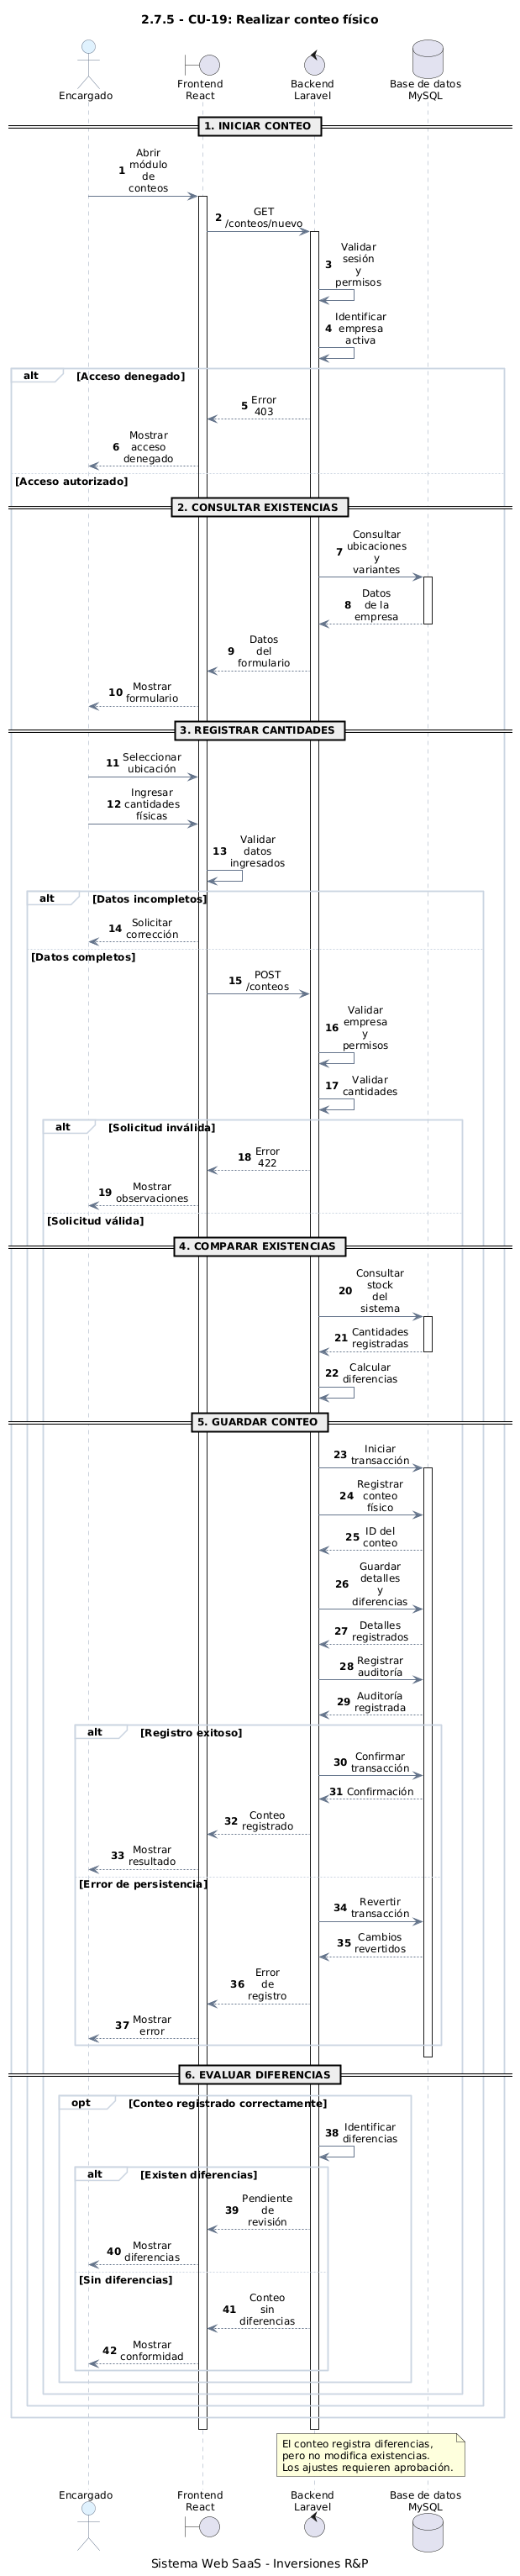 2.7.5 - CU-19: Realizar conteo físico
Encargado
Frontend
React
Backend
Laravel
Base de datos
MySQL
1. INICIAR CONTEO
1 Abrir
módulo
de
conteos
2 GET
/conteos/nuevo
3 Validar
sesión
y
permisos
4 Identificar
empresa
activa
alt [Acceso denegado]
5 Error
403
6 Mostrar
acceso
denegado
[Acceso autorizado]
2. CONSULTAR EXISTENCIAS
7 Consultar
ubicaciones
y
variantes
8 Datos
de la
empresa
9 Datos
del
formulario
10 Mostrar
formulario
3. REGISTRAR CANTIDADES
11 Seleccionar
ubicación
12 Ingresar
cantidades
físicas
13 Validar
datos
ingresados
alt [Datos incompletos]
14 Solicitar
corrección
[Datos completos]
15 POST
/conteos
16 Validar
empresa
y
permisos
17 Validar
cantidades
alt [Solicitud inválida]
18 Error
422
19 Mostrar
observaciones
[Solicitud válida]
4. COMPARAR EXISTENCIAS
20 Consultar
stock
del
sistema
21 Cantidades
registradas
22 Calcular
diferencias
5. GUARDAR CONTEO
23 Iniciar
transacción
24 Registrar
conteo
físico
25 ID del
conteo
26 Guardar
detalles
y
diferencias
27 Detalles
registrados
28 Registrar
auditoría
29 Auditoría
registrada
alt [Registro exitoso]
30 Confirmar
transacción
31 Confirmación
32 Conteo
registrado
33 Mostrar
resultado
[Error de persistencia]
34 Revertir
transacción
35 Cambios
revertidos
36 Error
de
registro
37 Mostrar
error
6. EVALUAR DIFERENCIAS
opt [Conteo registrado correctamente]
38 Identificar
diferencias
alt [Existen diferencias]
39 Pendiente
de
revisión
40 Mostrar
diferencias
[Sin diferencias]
41 Conteo
sin
diferencias
42 Mostrar
conformidad
El conteo registra diferencias,
pero no modifica existencias.
Los ajustes requieren aprobación.
Encargado
Frontend
React
Backend
Laravel
Base de datos
MySQL
Sistema Web SaaS - Inversiones R&P